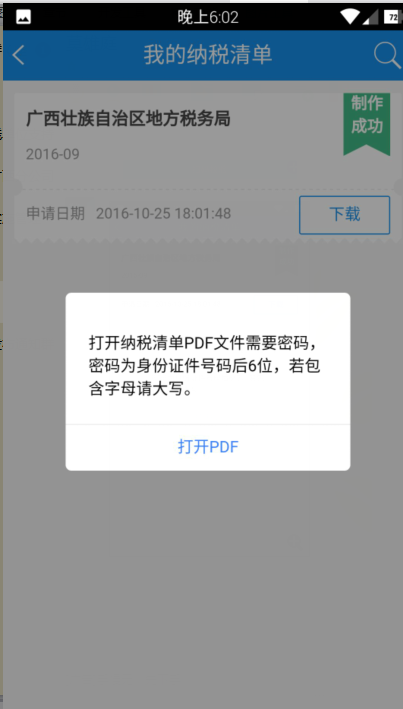 晚上6:02
72
我的纳税清单
广西壮族自治区地方税务局
制作
成功
2016-09
申请日期 2016-10-25 18:01:48
下载
打开纳税清单PDF文件需要密码，
密码为身份证件号码后6位，若包
含字母请大写。
打开PDF